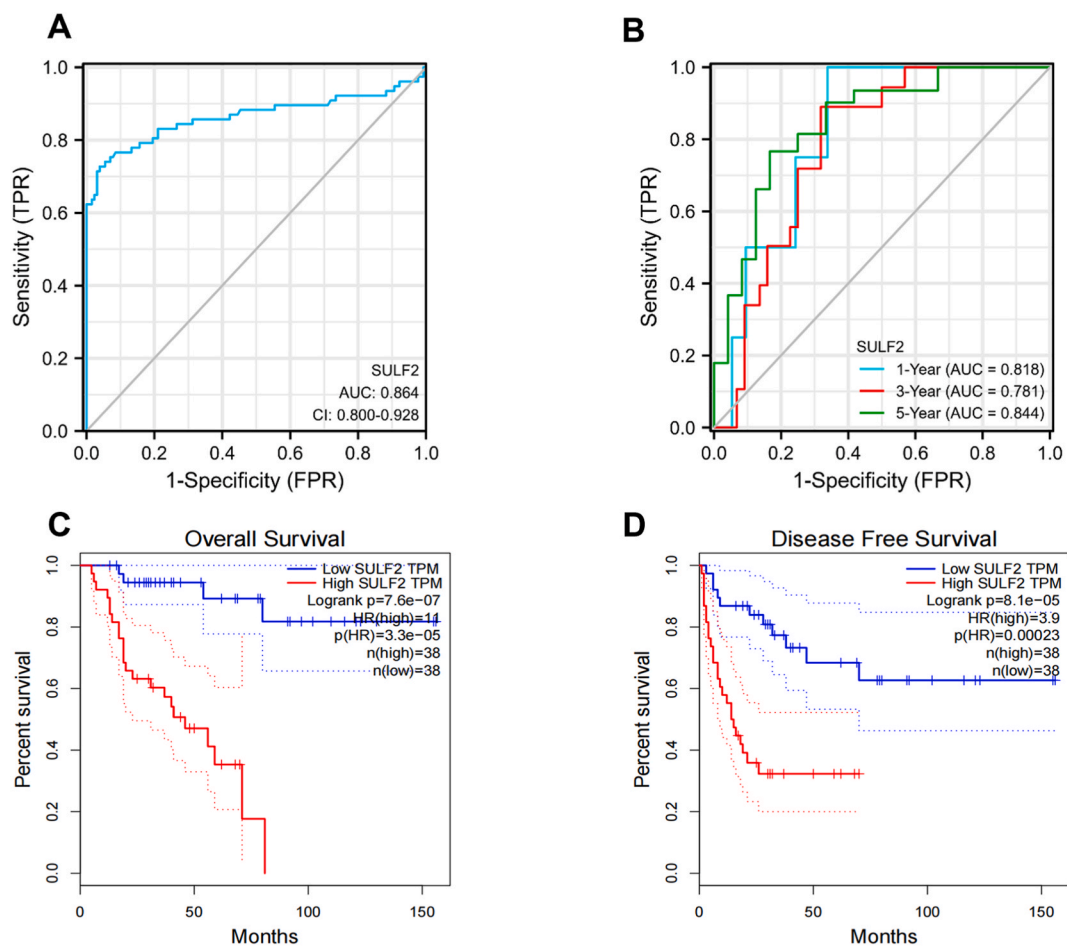 A
1.0
0.8
0.6
0.4
0.2
0.0
Sensitivity (TPR)
SULF2
AUC: 0.864
CI: 0.800-0.928
0.0 0.2 0.4 0.6 0.8 1.0
1-Specificity (FPR)
B
1.0
0.8
0.6
0.4
0.2
0.0
Sensitivity (TPR)
SULF2
1-Year (AUC = 0.818)
3-Year (AUC = 0.781)
5-Year (AUC = 0.844)
0.0 0.2 0.4 0.6 0.8 1.0
1-Specificity (FPR)
C
Overall Survival
1.0
0.8
0.6
0.4
0.2
0.0
Percent survival
Low SULF2 TPM
High SULF2 TPM
Logrank p=7.6e−07
HR(high)=11
p(HR)=3.3e−05
n(high)=38
n(low)=38
0 50 100 150
Months
D
Disease Free Survival
1.0
0.8
0.6
0.4
0.2
0.0
Percent survival
Low SULF2 TPM
High SULF2 TPM
Logrank p=8.1e−05
HR(high)=3.9
p(HR)=0.00023
n(high)=38
n(low)=38
0 50 100 150
Months